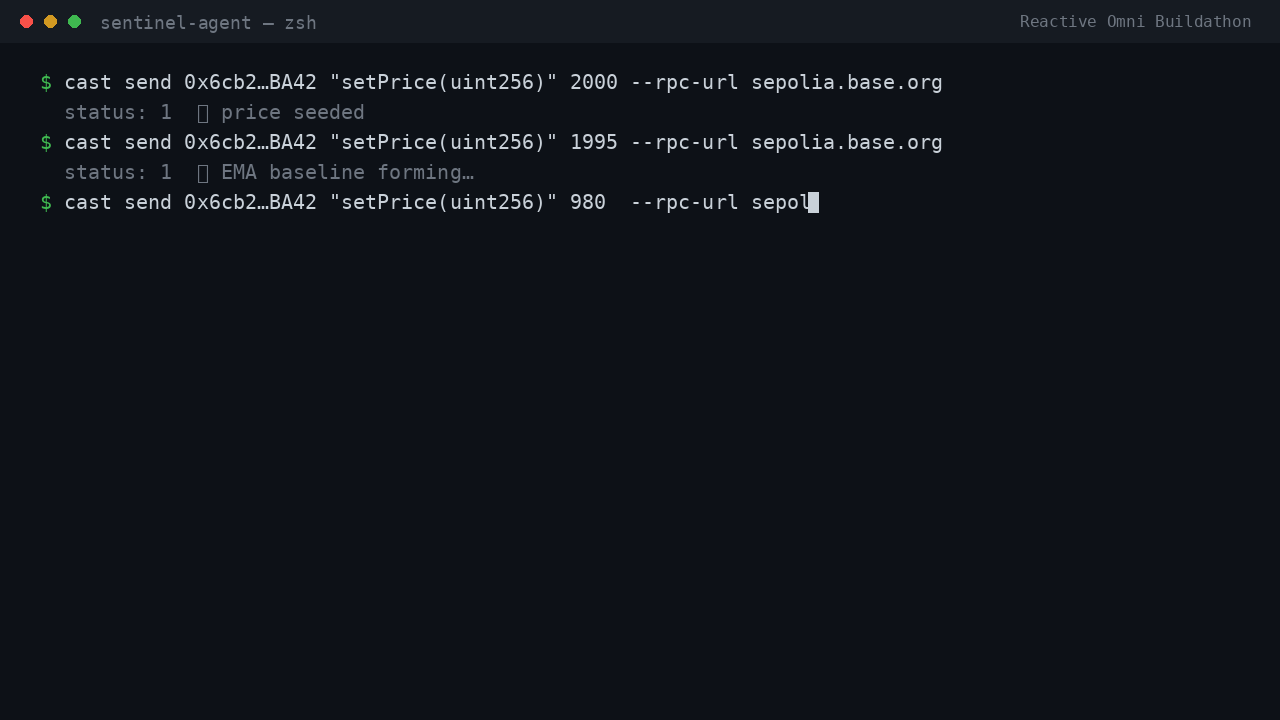 sentinel-agent — zsh
Reactive Omni Buildathon
$ cast send 0x6cb2…BA42 "setPrice(uint256)" 2000 --rpc-url sepolia.base.org
status: 1 ▯ price seeded
$ cast send 0x6cb2…BA42 "setPrice(uint256)" 1995 --rpc-url sepolia.base.org
status: 1 ▯ EMA baseline forming…
$ cast send 0x6cb2…BA42 "setPrice(uint256)" 980  --rpc-url sepol